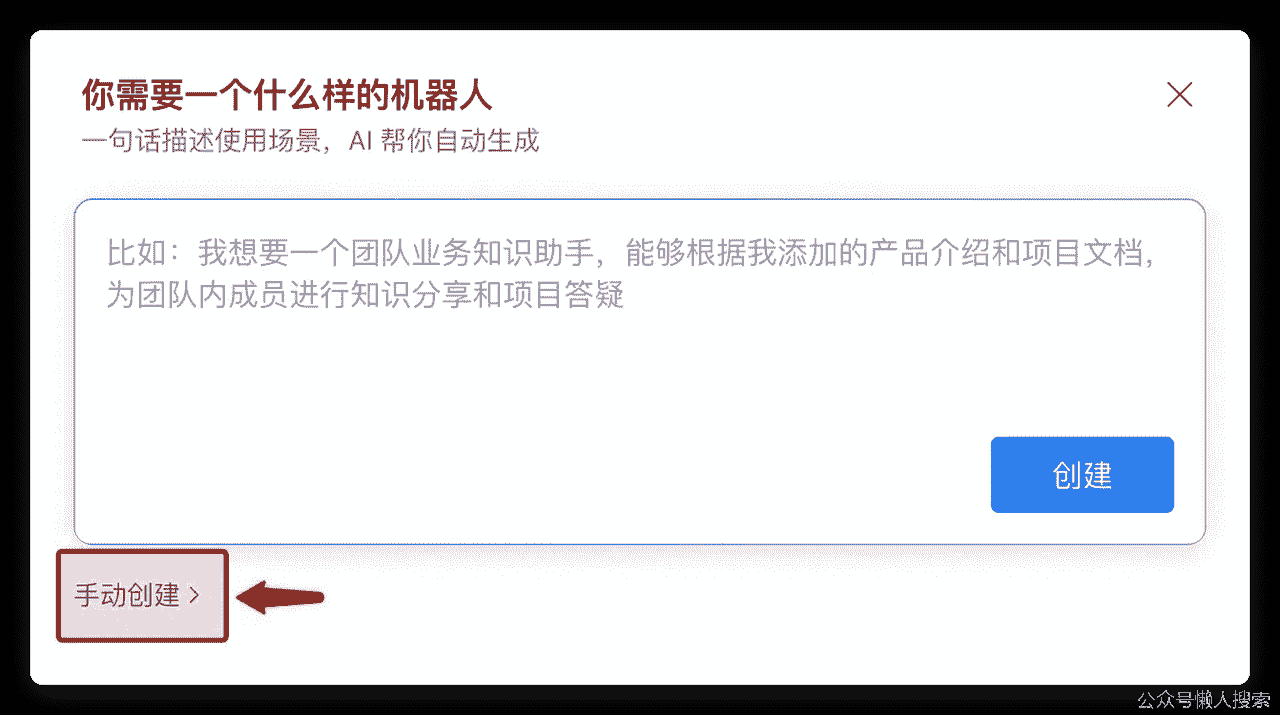 你需要一个什么样的机器人
一句话描述使用场景，AI 帮你自动生成
比如：我想要一个团队业务知识助手，能够根据我添加的产品介绍和项目文档，
为团队内成员进行知识分享和项目答疑
创建
手动创建 >
公众号懒人搜索